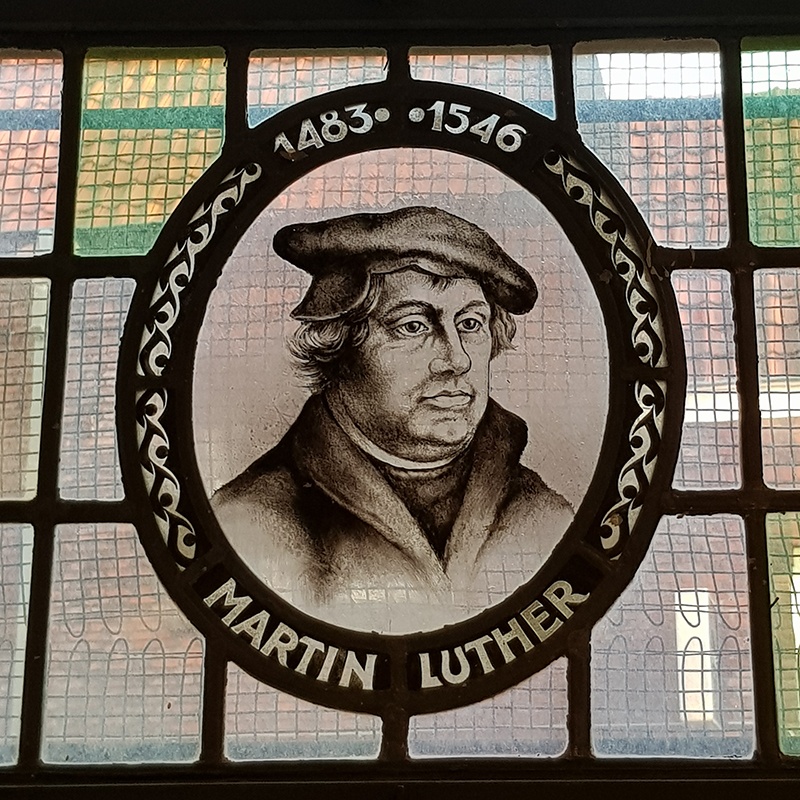 1483 • • 1546
MARTIN LUTHER